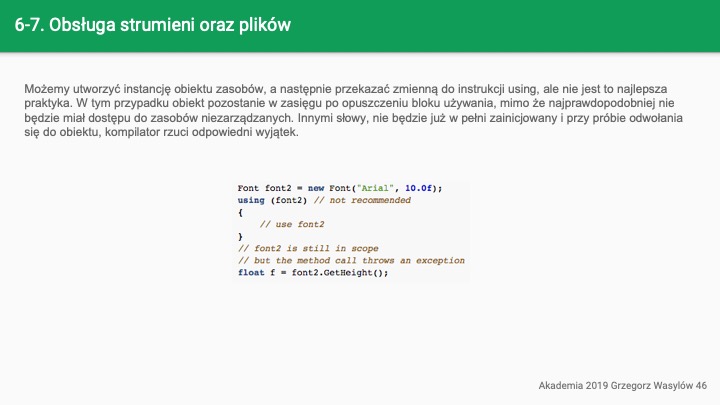 6-7. Obsługa strumieni oraz plików
Możemy utworzyć instancję obiektu zasobów, a następnie przekazać zmienną do instrukcji using, ale nie jest to najlepsza
praktyka. W tym przypadku obiekt pozostanie w zasięgu po opuszczeniu bloku używania, mimo że najprawdopodobniej nie
będzie miał dostępu do zasobów niezarządzanych. Innymi słowy, nie będzie już w pełni zainicjowany i przy próbie odwołania
się do obiektu, kompilator rzuci odpowiedni wyjątek.
Font font2 = new Font("Arial", 10.0f);
using (font2) // not recommended
{
    // use font2
}
// font2 is still in scope
// but the method call throws an exception
float f = font2.GetHeight();
Akademia 2019 Grzegorz Wasylów 46